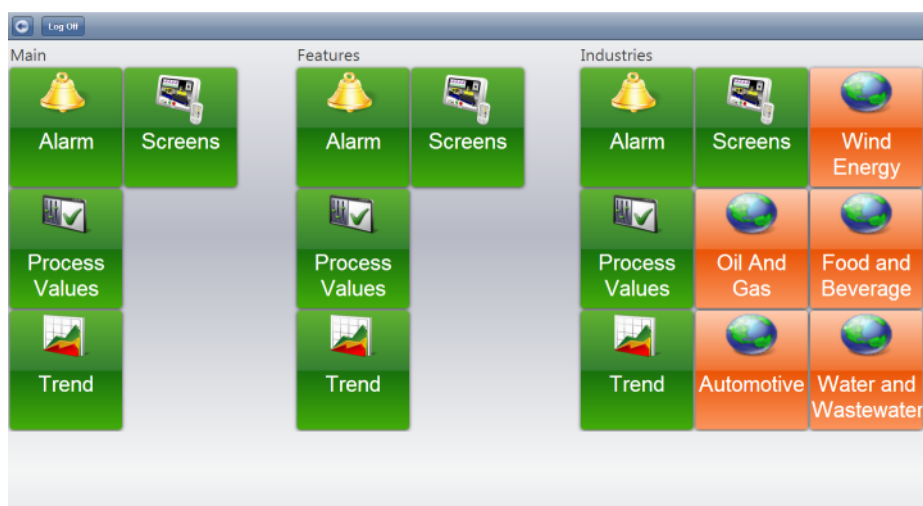 Log Off
Main
Features
Industries
Alarm
Screens
Alarm
Screens
Alarm
Screens
Wind
Energy
Process
Values
Process
Values
Process
Values
Oil And
Gas
Food and
Beverage
Trend
Trend
Trend
Automotive
Water and
Wastewater